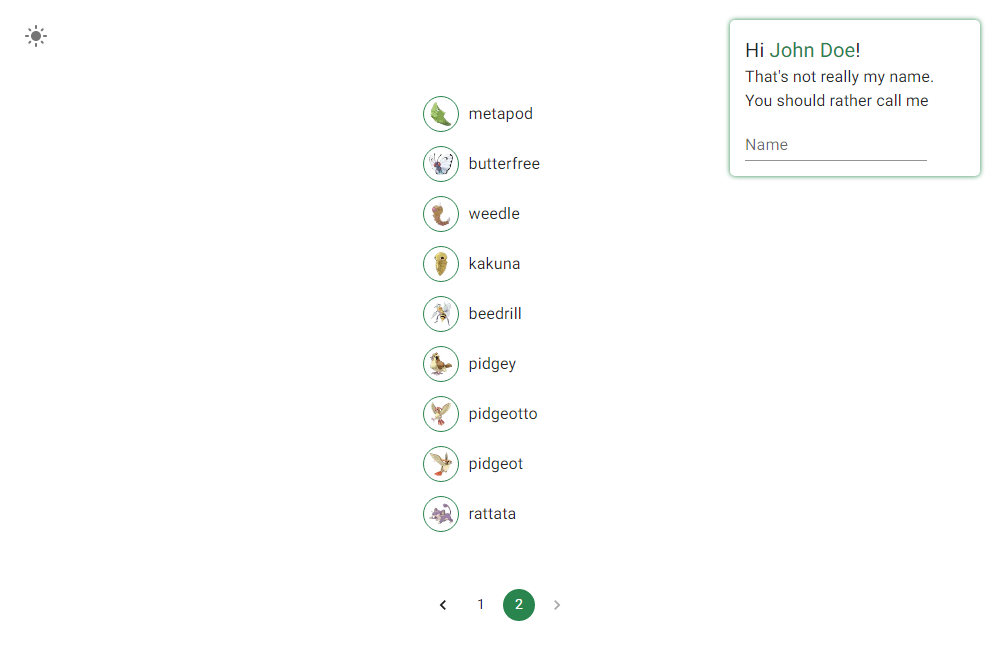 Hi John Doe!
That's not really my name.
You should rather call me
Name
metapod
butterfree
weedle
kakuna
beedrill
pidgey
pidgeotto
pidgeot
rattata
1 2